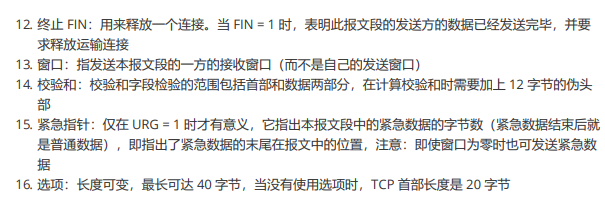 12. 终止 FIN：用来释放一个连接。当 FIN = 1 时，表明此报文段的发送方的数据已经发送完毕，并要
求释放运输连接
13. 窗口：指发送本报文段的一方的接收窗口（而不是自己的发送窗口）
14. 校验和：校验和字段检验的范围包括首部和数据两部分，在计算校验和时需要加上 12 字节的伪头
部
15. 紧急指针：仅在 URG = 1 时才有意义，它指出本报文段中的紧急数据的字节数（紧急数据结束后就
是普通数据），即指出了紧急数据的末尾在报文中的位置，注意：即使窗口为零时也可发送紧急数
据
16. 选项：长度可变，最长可达 40 字节，当没有使用选项时，TCP 首部长度是 20 字节